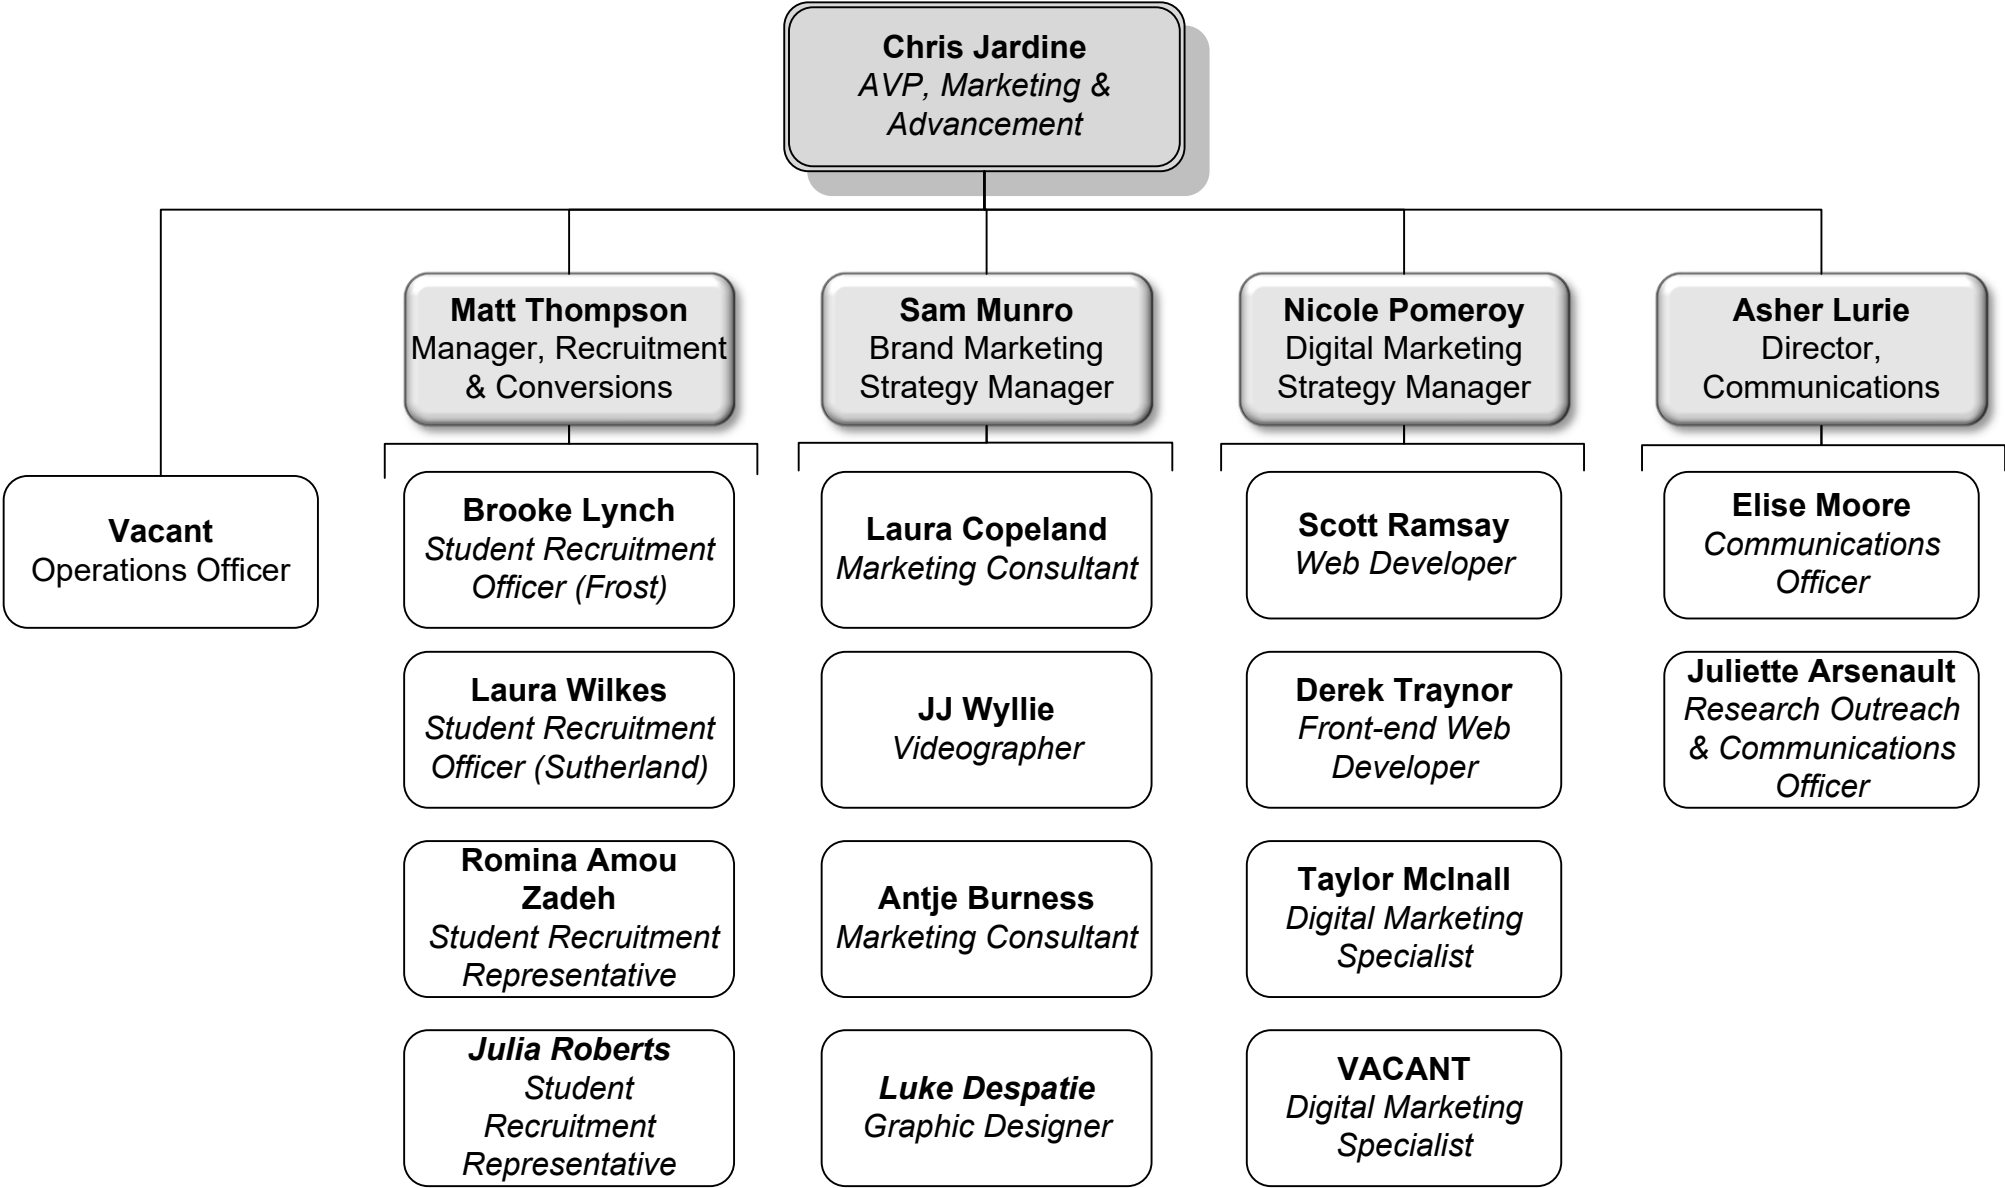 Chris Jardine
AVP, Marketing &
Advancement
Matt Thompson
Manager, Recruitment
& Conversions
Sam Munro
Brand Marketing
Strategy Manager
Nicole Pomeroy
Digital Marketing
Strategy Manager
Asher Lurie
Director,
Communications
Vacant
Operations Officer
Brooke Lynch
Student Recruitment
Officer (Frost)
Laura Copeland
Marketing Consultant
Scott Ramsay
Web Developer
Elise Moore
Communications
Officer
Laura Wilkes
Student Recruitment
Officer (Sutherland)
JJ Wyllie
Videographer
Derek Traynor
Front-end Web
Developer
Juliette Arsenault
Research Outreach
& Communications
Officer
Romina Amou
Zadeh
Student Recruitment
Representative
Antje Burness
Marketing Consultant
Taylor McInall
Digital Marketing
Specialist
Julia Roberts
Student
Recruitment
Representative
Luke Despatie
Graphic Designer
VACANT
Digital Marketing
Specialist